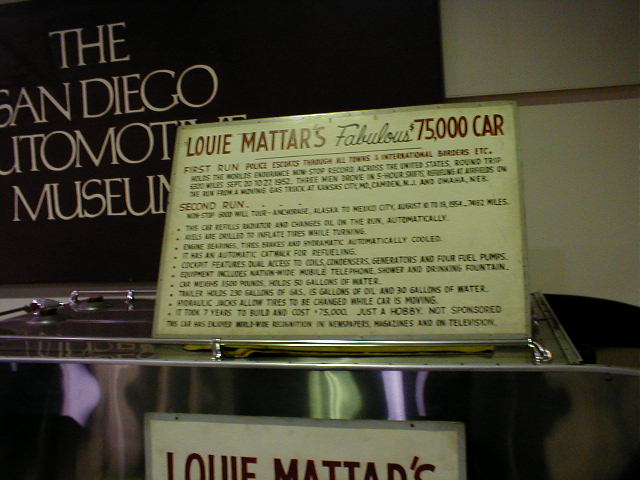 THE
SAN DIEGO
AUTOMOTIVE
MUSEUM
LOUIE MATTAR'S Fabulous $75,000 CAR
FIRST RUN POLICE ESCORTS THROUGH ALL TOWNS & INTERNATIONAL BORDERS ETC.
HOLDS THE WORLDS ENDURANCE NON-STOP RECORD, ACROSS THE UNITED STATES, ROUND TRIP
6320 MILES SEPT. 20 TO 27, 1952. THREE MEN DROVE IN 5-HOUR SHIFTS, REFUELING AT AIRFIELDS ON
THE RUN FROM A MOVING GAS TRUCK, AT KANSAS CITY, MO, CAMDEN, N.J. AND OMAHA, NEB.
SECOND RUN. - - -
NON-STOP GOOD WILL TOUR - ANCHORAGE, ALASKA TO MEXICO CITY, AUGUST 10 TO 19, 1954, 7482 MILES.
• THIS CAR REFILLS RADIATOR AND CHANGES OIL ON THE RUN, AUTOMATICALLY.
• AXELS ARE DRILLED TO INFLATE TIRES WHILE TURNING.
• ENGINE BEARINGS, TIRES BRAKES AND HYDRAMATIC AUTOMATICALLY COOLED.
• IT HAS AN AUTOMATIC CATWALK FOR REFUELING.
• COCKPIT FEATURES DUAL ACCESS TO COILS, CONDENSERS, GENERATORS AND FOUR FUEL PUMPS.
• EQUIPMENT INCLUDES NATION-WIDE MOBILE TELEPHONE, SHOWER AND DRINKING FOUNTAIN.
• CAR WEIGHS 8500 POUNDS, HOLDS 50 GALLONS OF WATER.
• TRAILER HOLDS 230 GALLONS OF GAS, 15 GALLONS OF OIL AND 30 GALLONS OF WATER.
• HYDRAULIC JACKS ALLOW TIRES TO BE CHANGED WHILE CAR IS MOVING.
• IT TOOK 7 YEARS TO BUILD AND COST $75,000. JUST A HOBBY. NOT SPONSORED
THIS CAR HAS ENJOYED WORLD-WIDE RECOGNITION IN NEWSPAPERS, MAGAZINES AND ON TELEVISION.
LOUIE MATTAR'S